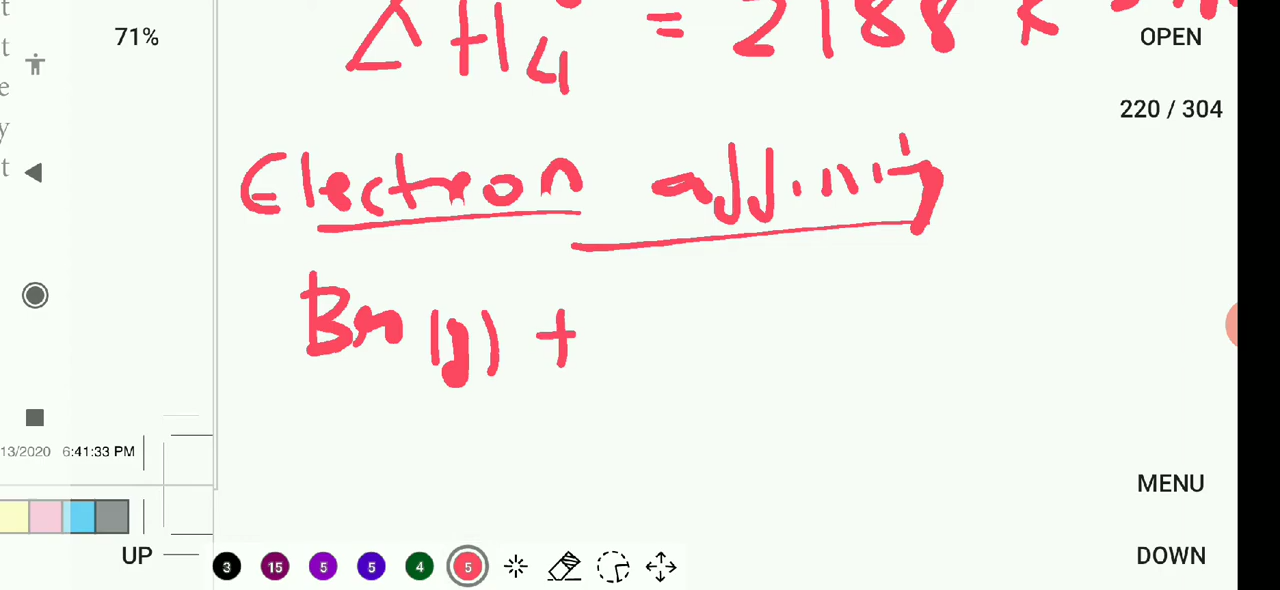 t
71%
t
ΔH₄° = 2188 k
OPEN
e
220 / 304
y
t
Electron affinity
Br(g) +
13/2020 6:41:33 PM
MENU
UP
3 15 5 5 4 5
DOWN